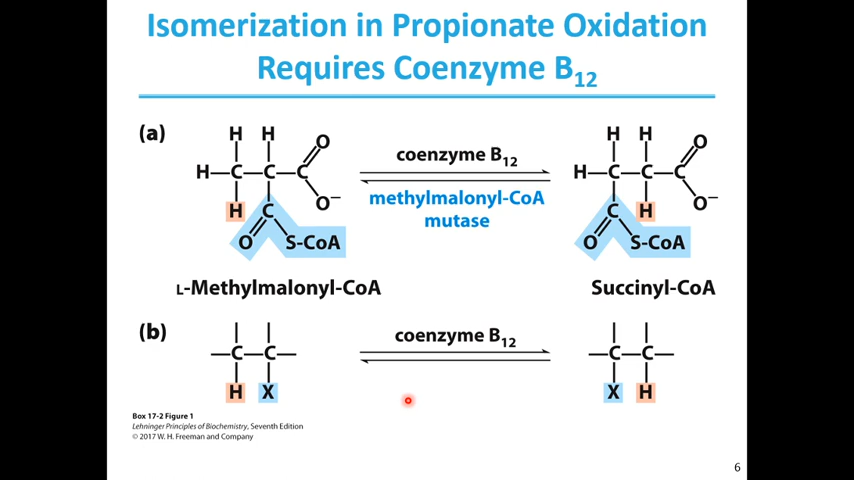 Isomerization in Propionate Oxidation
Requires Coenzyme B12
(a)
H H O
H–C–C–C
H C O–
O S-CoA
coenzyme B12
methylmalonyl-CoA
mutase
H H O
H–C–C–C
C H O–
O S-CoA
L-Methylmalonyl-CoA
Succinyl-CoA
(b)
–C–C–
H X
coenzyme B12
–C–C–
X H
Box 17-2 Figure 1
Lehninger Principles of Biochemistry, Seventh Edition
© 2017 W. H. Freeman and Company
6